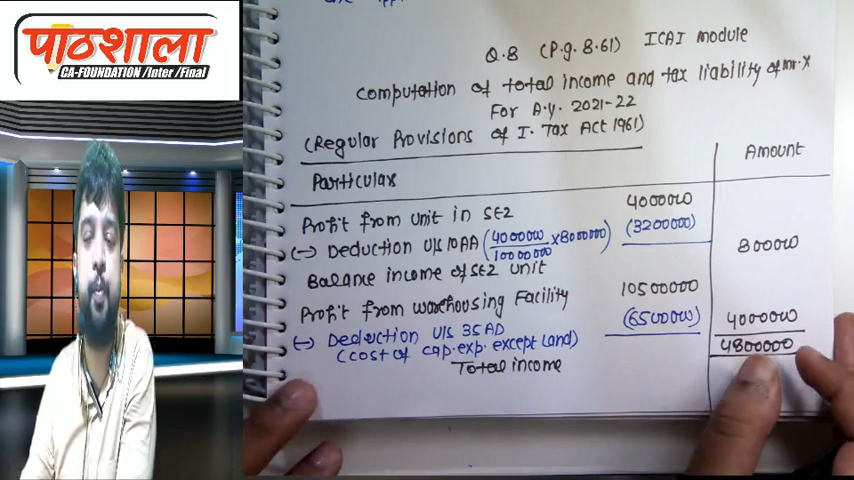 पाठशाला
CA-FOUNDATION /Inter /Final
Q.8 (P.g. 8.61) ICAI module
Computation of total income and tax liability of Mr. X
For A.Y. 2021-22
(Regular Provisions of I. Tax Act 1961)
Particulars Amount
Profit from unit in SEZ 4000000
(-) Deduction U/s 10AA (4000000/10000000 x 8000000) (3200000)
800000
Balance income of SEZ unit
Profit from warehousing Facility 10500000
(-) Deduction U/s 35AD (6500000) 4000000
(cost of cap. exp. except land)
4800000
Total income